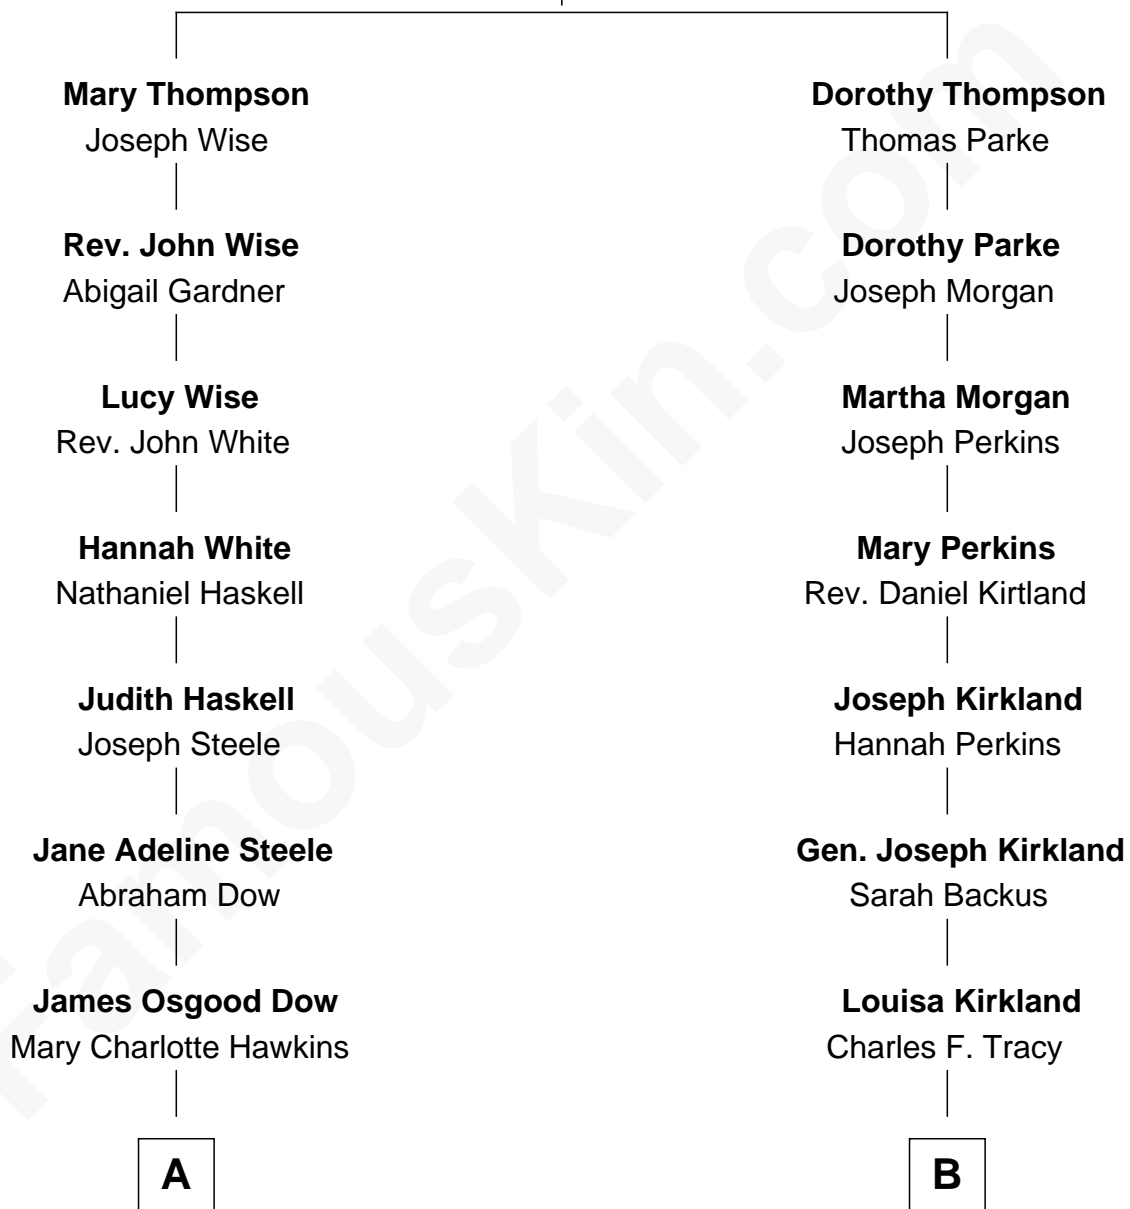 Mary Thompson
Joseph Wise
Rev. John Wise
Abigail Gardner
Lucy Wise
Rev. John White
Hannah White
Nathaniel Haskell
Judith Haskell
Joseph Steele
Jane Adeline Steele
Abraham Dow
James Osgood Dow
Mary Charlotte Hawkins
A
Dorothy Thompson
Thomas Parke
Dorothy Parke
Joseph Morgan
Martha Morgan
Joseph Perkins
Mary Perkins
Rev. Daniel Kirtland
Joseph Kirkland
Hannah Perkins
Gen. Joseph Kirkland
Sarah Backus
Louisa Kirkland
Charles F. Tracy
B
FamousKin.com